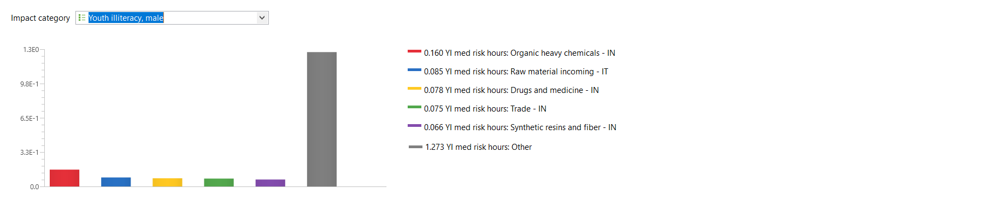 Impact category Youth illiteracy, male
1.3E0
9.8E-1
6.5E-1
3.3E-1
0.0
0.160 YI med risk hours: Organic heavy chemicals - IN
0.085 YI med risk hours: Raw material incoming - IT
0.078 YI med risk hours: Drugs and medicine - IN
0.075 YI med risk hours: Trade - IN
0.066 YI med risk hours: Synthetic resins and fiber - IN
1.273 YI med risk hours: Other